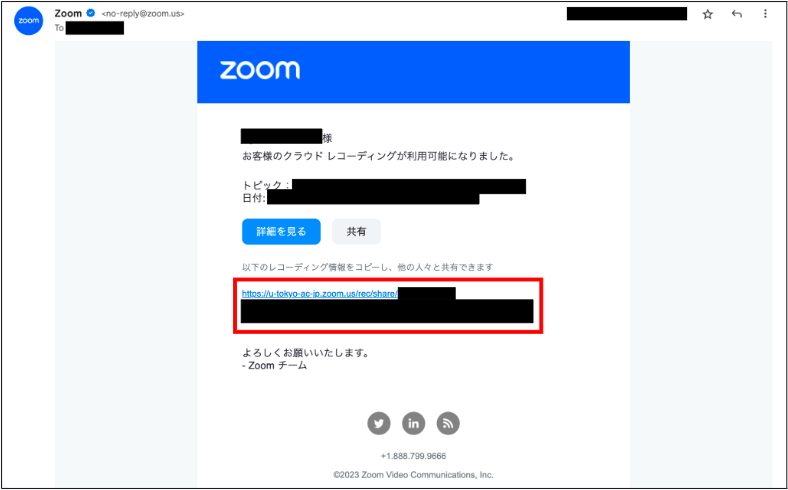 zoom
Zoom <no-reply@zoom.us>
To
zoom
様
お客様のクラウド レコーディングが利用可能になりました。
トピック：
日付:
詳細を見る 共有
以下のレコーディング情報をコピーし、他の人々と共有できます
https://u-tokyo-ac-jp.zoom.us/rec/share/
よろしくお願いいたします。
- Zoom チーム
in
+1.888.799.9666
©2023 Zoom Video Communications, Inc.